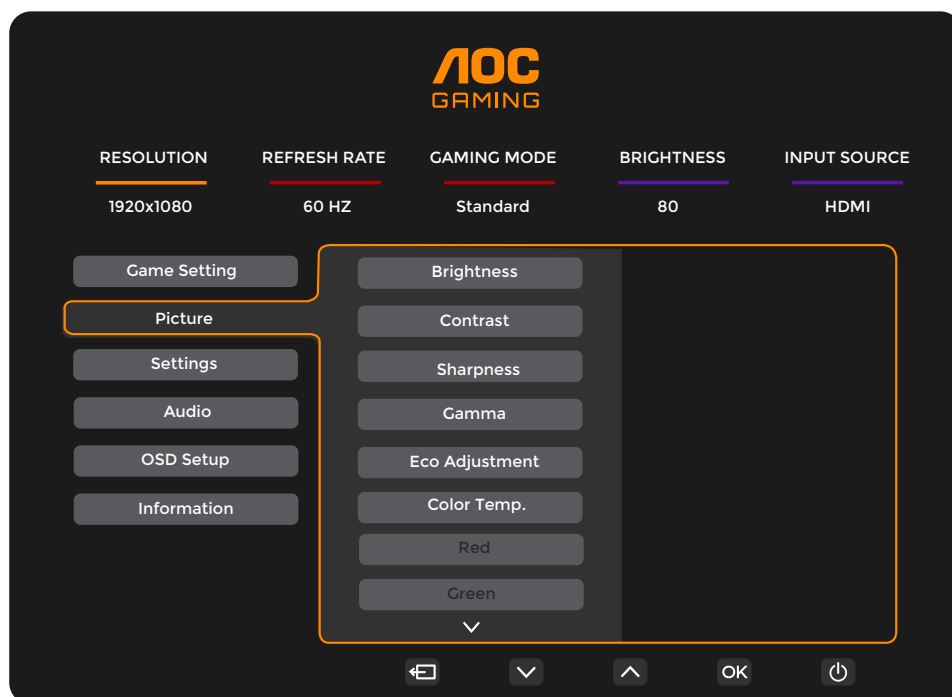 AOC
GAMING
RESOLUTION REFRESH RATE GAMING MODE BRIGHTNESS INPUT SOURCE
1920x1080 60 HZ Standard 80 HDMI
Game Setting
Picture
Settings
Audio
OSD Setup
Information
Brightness
Contrast
Sharpness
Gamma
Eco Adjustment
Color Temp.
Red
Green
OK